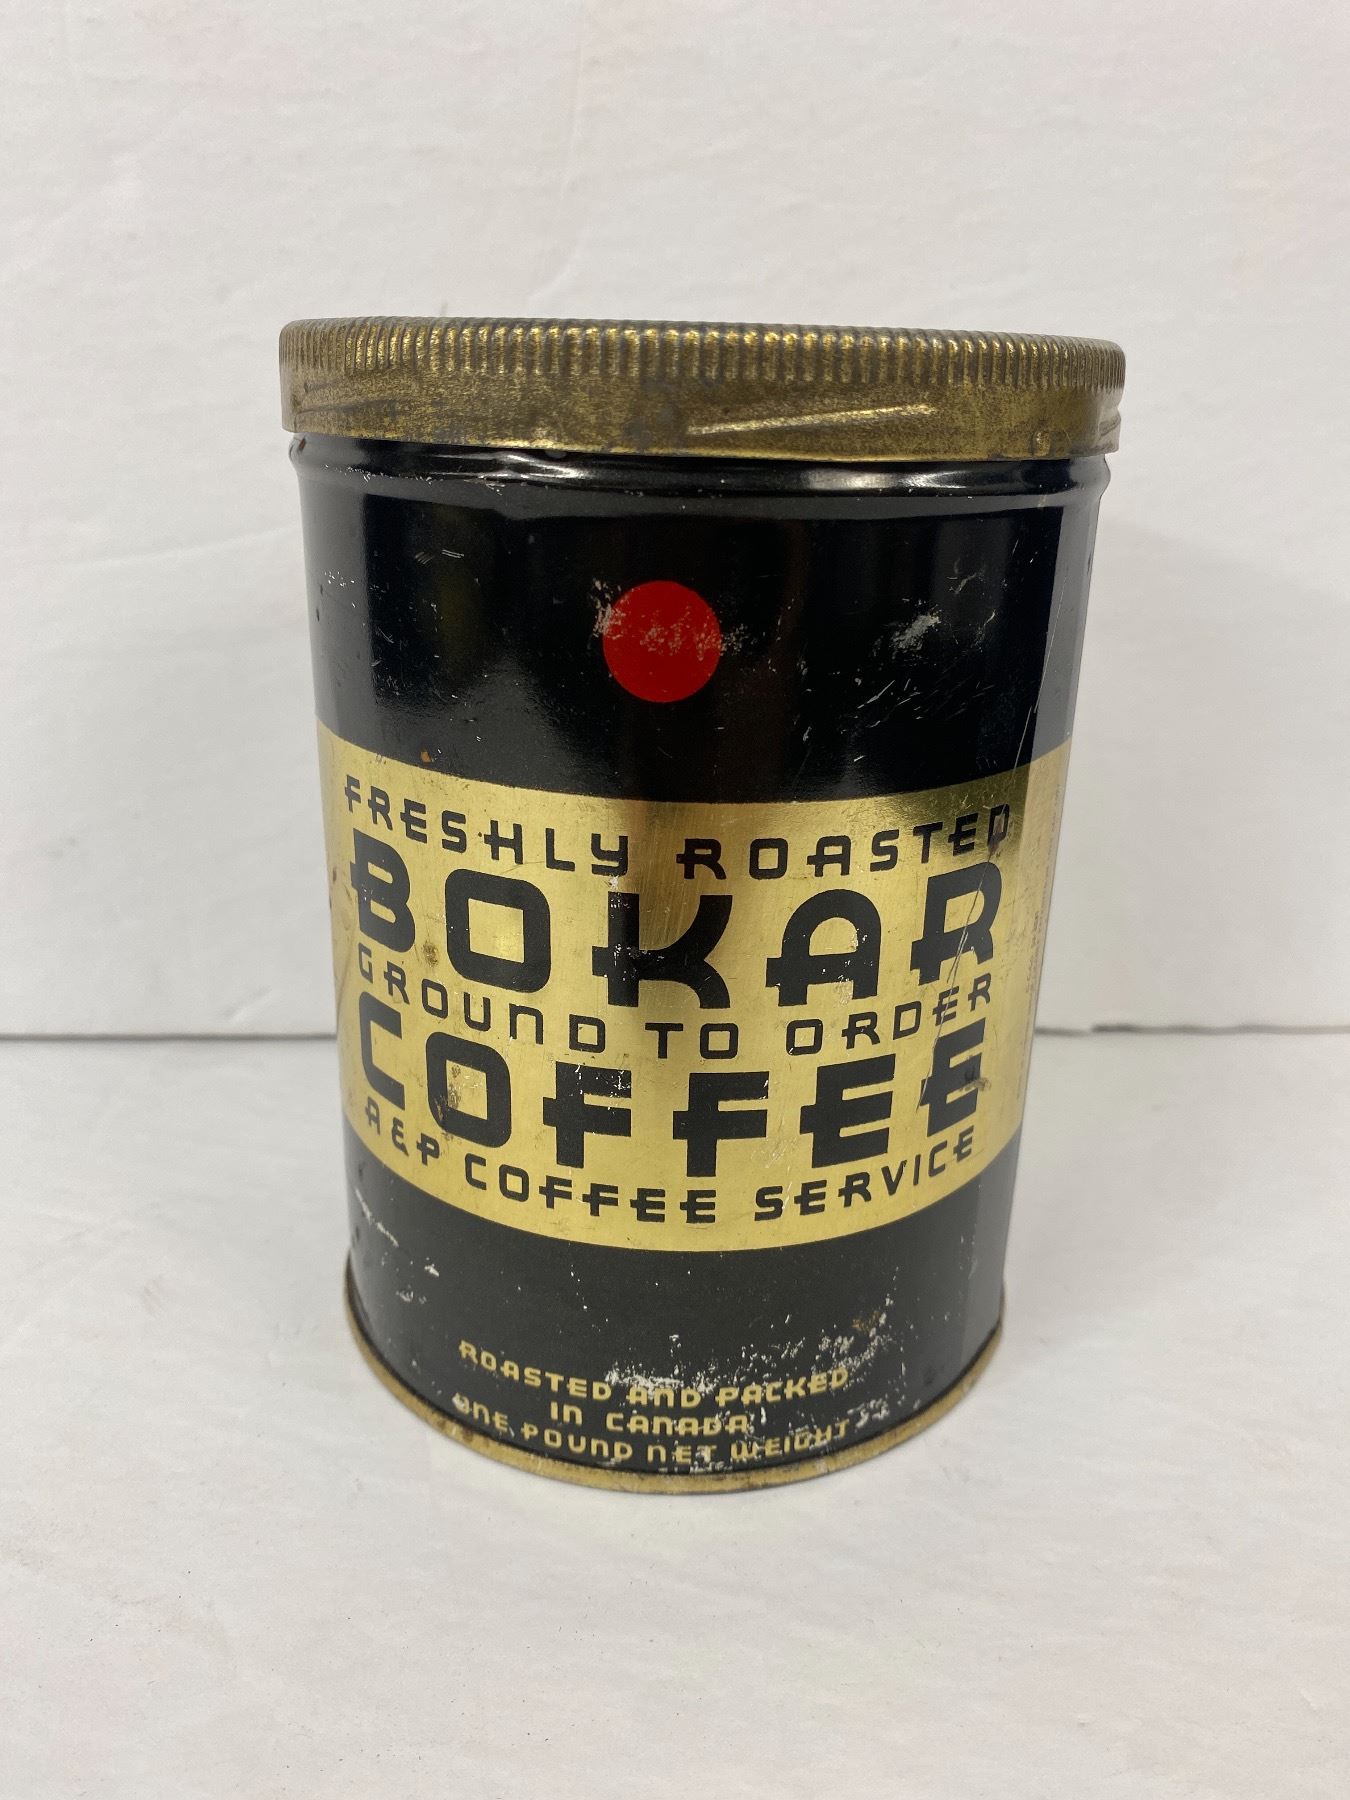 FRESHLY ROASTED
BOKAR
GROUND TO ORDER
COFFEE
A&P COFFEE SERVICE
ROASTED AND PACKED
IN CANADA
ONE POUND NET WEIGHT